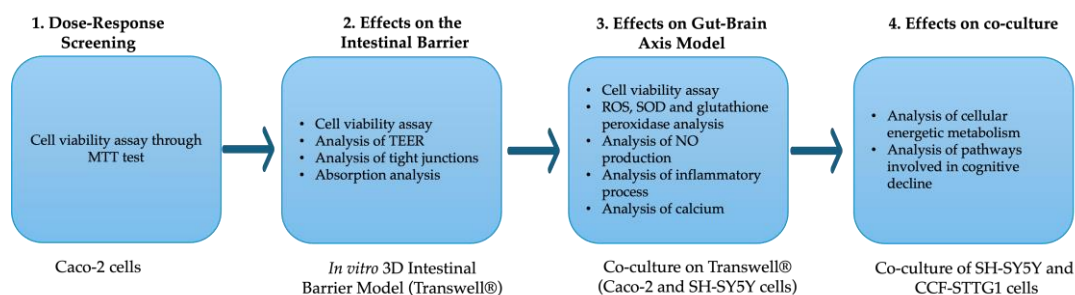 1. Dose-Response
Screening
Cell viability assay through
MTT test
Caco-2 cells
2. Effects on the
Intestinal Barrier
• Cell viability assay
• Analysis of TEER
• Analysis of tight junctions
• Absorption analysis
In vitro 3D Intestinal
Barrier Model (Transwell®)
3. Effects on Gut-Brain
Axis Model
• Cell viability assay
• ROS, SOD and glutathione
peroxidase analysis
• Analysis of NO
production
• Analysis of inflammatory
process
• Analysis of calcium
Co-culture on Transwell®
(Caco-2 and SH-SY5Y cells)
4. Effects on co-culture
• Analysis of cellular
energetic metabolism
• Analysis of pathways
involved in cognitive
decline
Co-culture of SH-SY5Y and
CCF-STTG1 cells